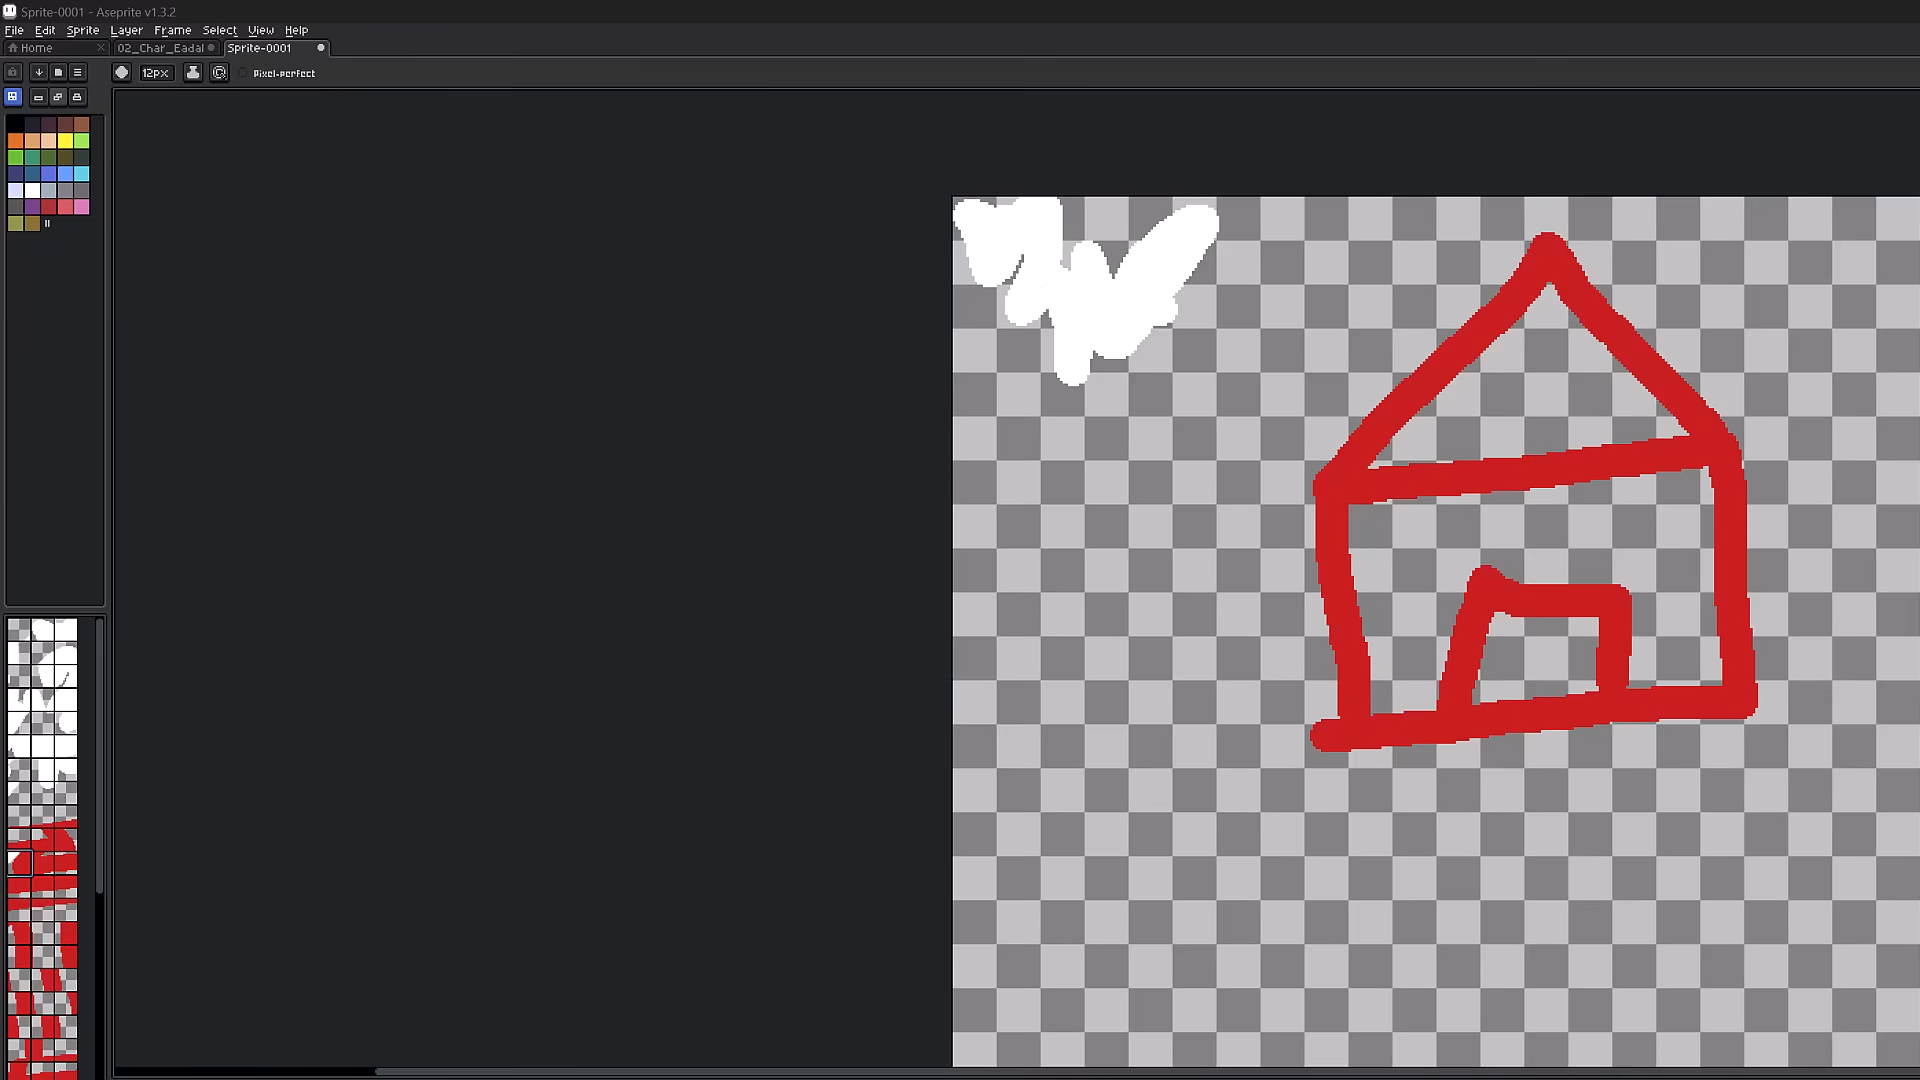 Sprite-0001 - Aseprite v1.3.2
File Edit Sprite Layer Frame Select View Help
Home 02_Char_Eadal Sprite-0001
12px Pixel-perfect